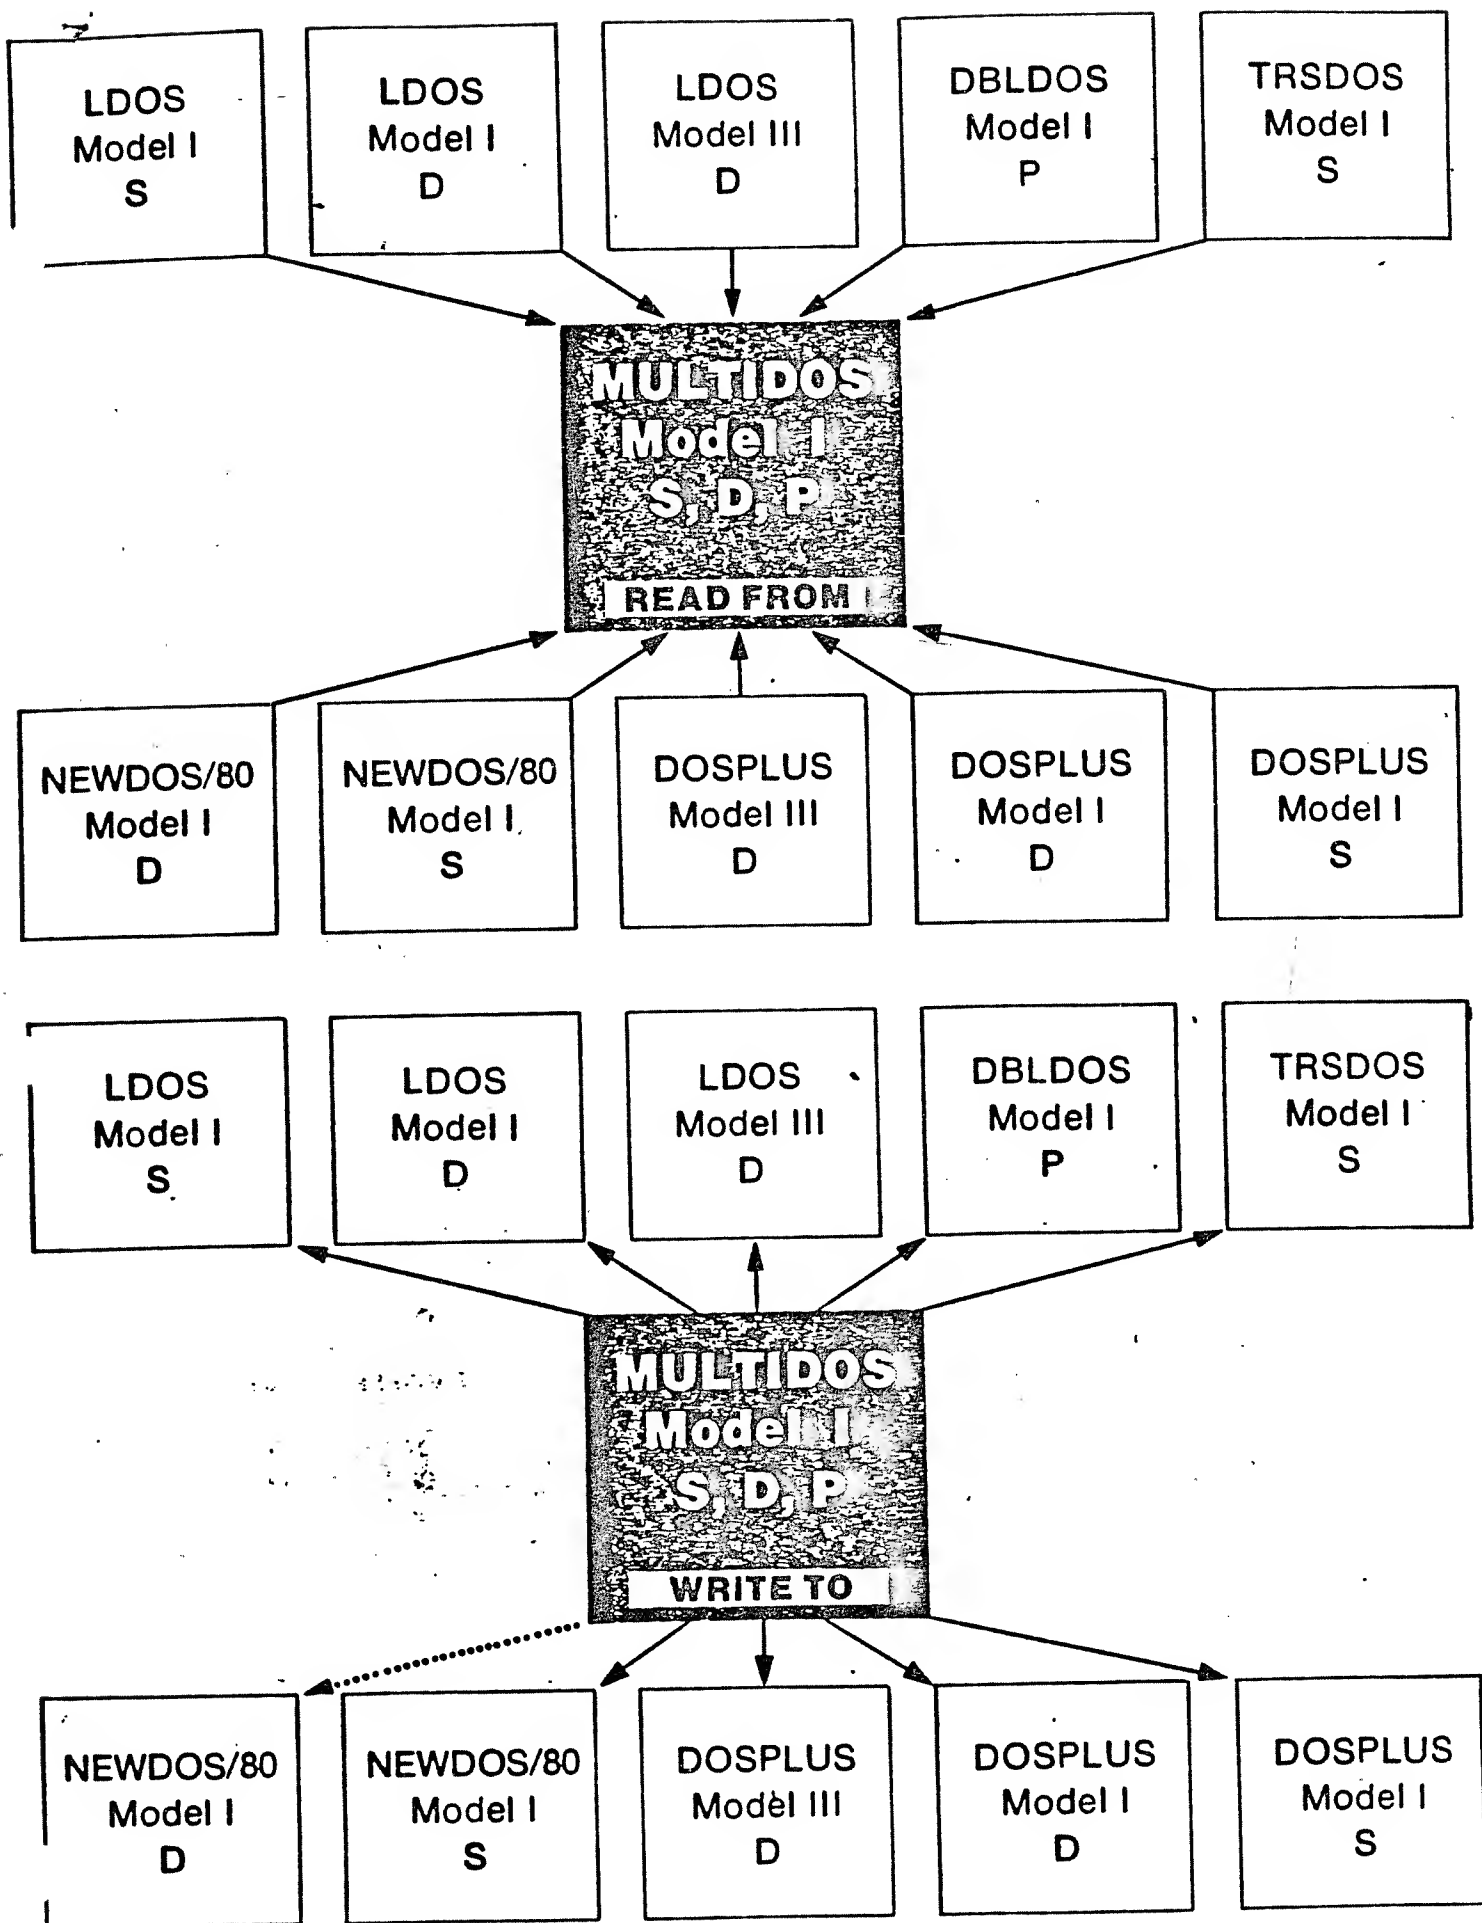 LDOS
Model I
S
LDOS
Model I
D
LDOS
Model III
D
DBLDOS
Model I
P
TRSDOS
Model I
S
MULTIDOS
Model I
S, D, P
READ FROM
NEWDOS/80
Model I
D
NEWDOS/80
Model I
S
DOSPLUS
Model III
D
DOSPLUS
Model I
D
DOSPLUS
Model I
S
LDOS
Model I
S
LDOS
Model I
D
LDOS
Model III
D
DBLDOS
Model I
P
TRSDOS
Model I
S
MULTIDOS
Model I
S, D, P
WRITE TO
NEWDOS/80
Model I
D
NEWDOS/80
Model I
S
DOSPLUS
Model III
D
DOSPLUS
Model I
D
DOSPLUS
Model I
S